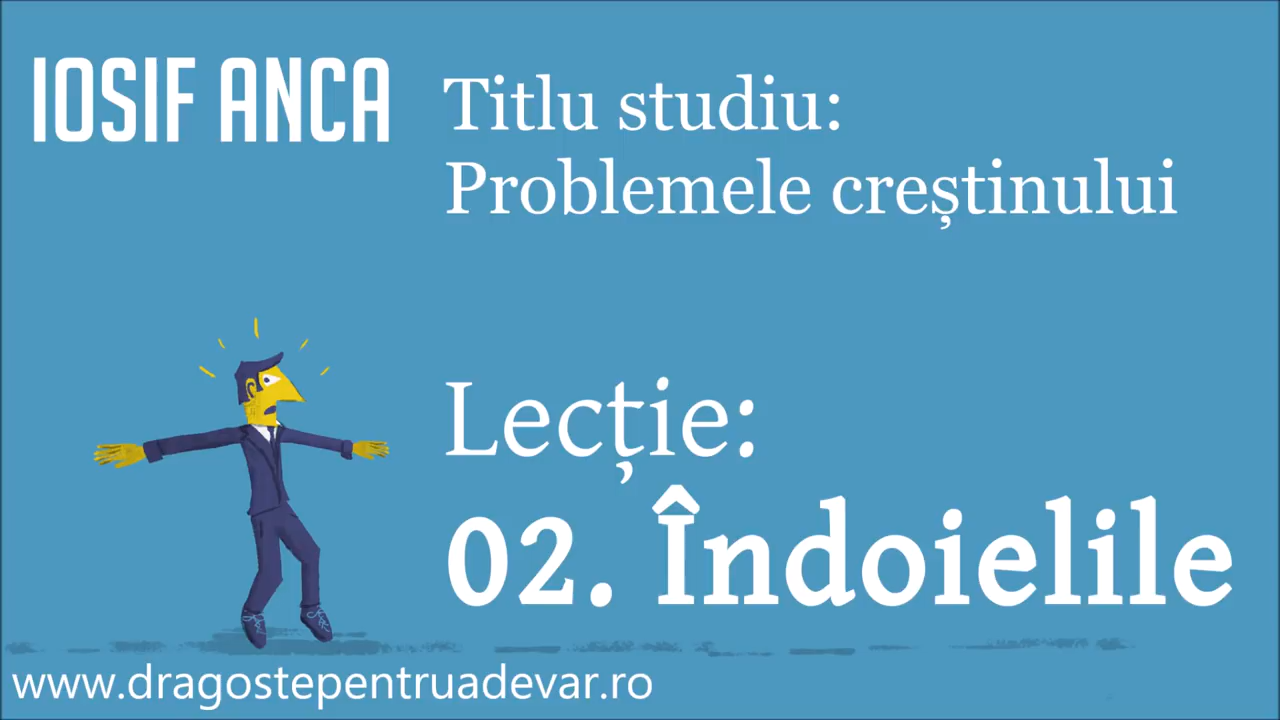 IOSIF ANCA
Titlu studiu:
Problemele creștinului
Lecție:
02. Îndoielile
www.dragostepentruadevar.ro